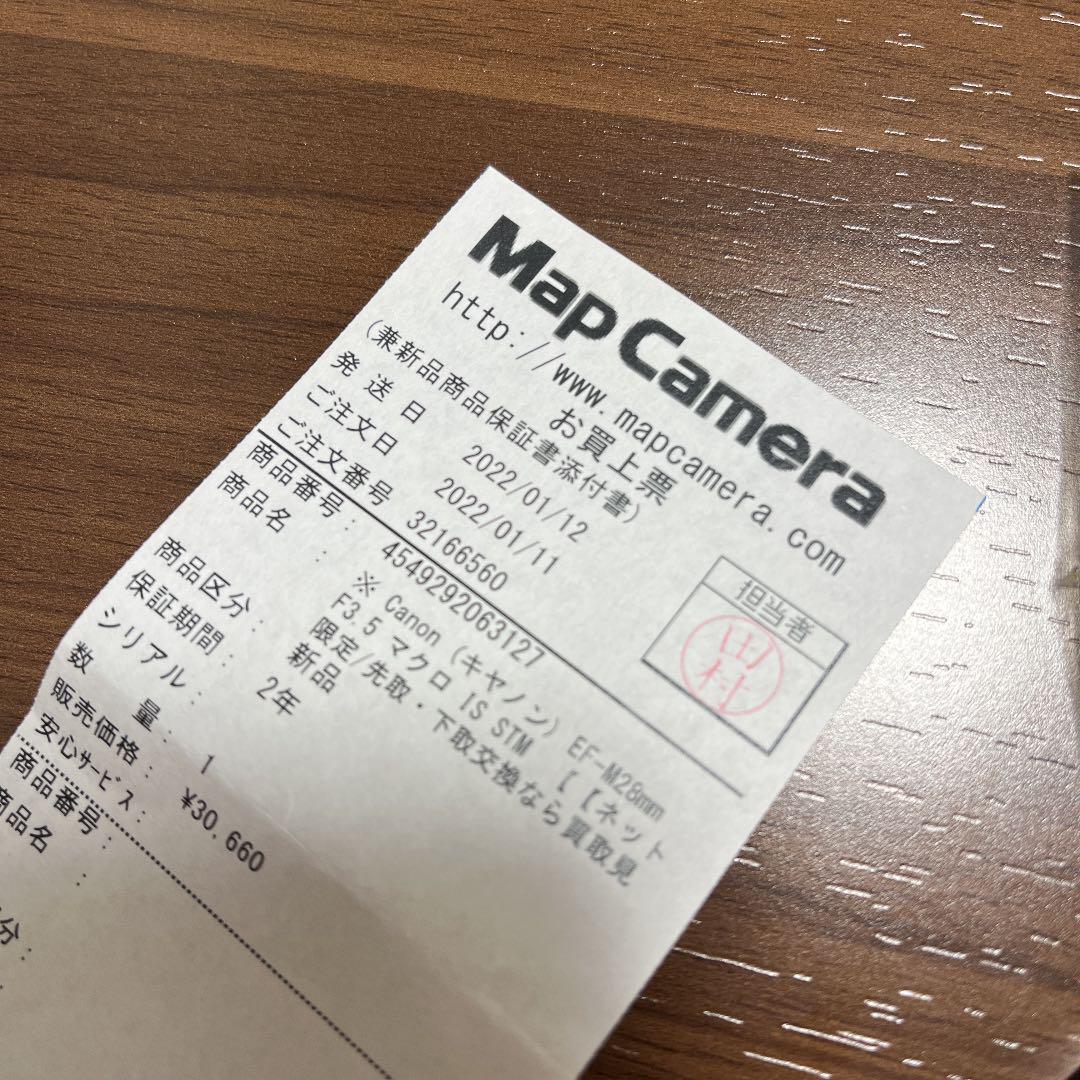 Map Camera
http://www.mapcamera.com
お買上票
(兼新品商品保証書添付書)
発送日 2022/01/12
ご注文日 2022/01/11
ご注文番号 32166560
担当者
田村
商品番号: 4549292063127
商品名 : ※ Canon (キヤノン) EF-M28mm
F3.5 マクロ IS STM 【【ネット
限定/先取・下取交換なら買取見
商品区分: 新品
保証期間: 2年
シリアル:
数量: 1
販売価格: ¥30,660
安心サービス:
商品番号:
商品名 :
分: